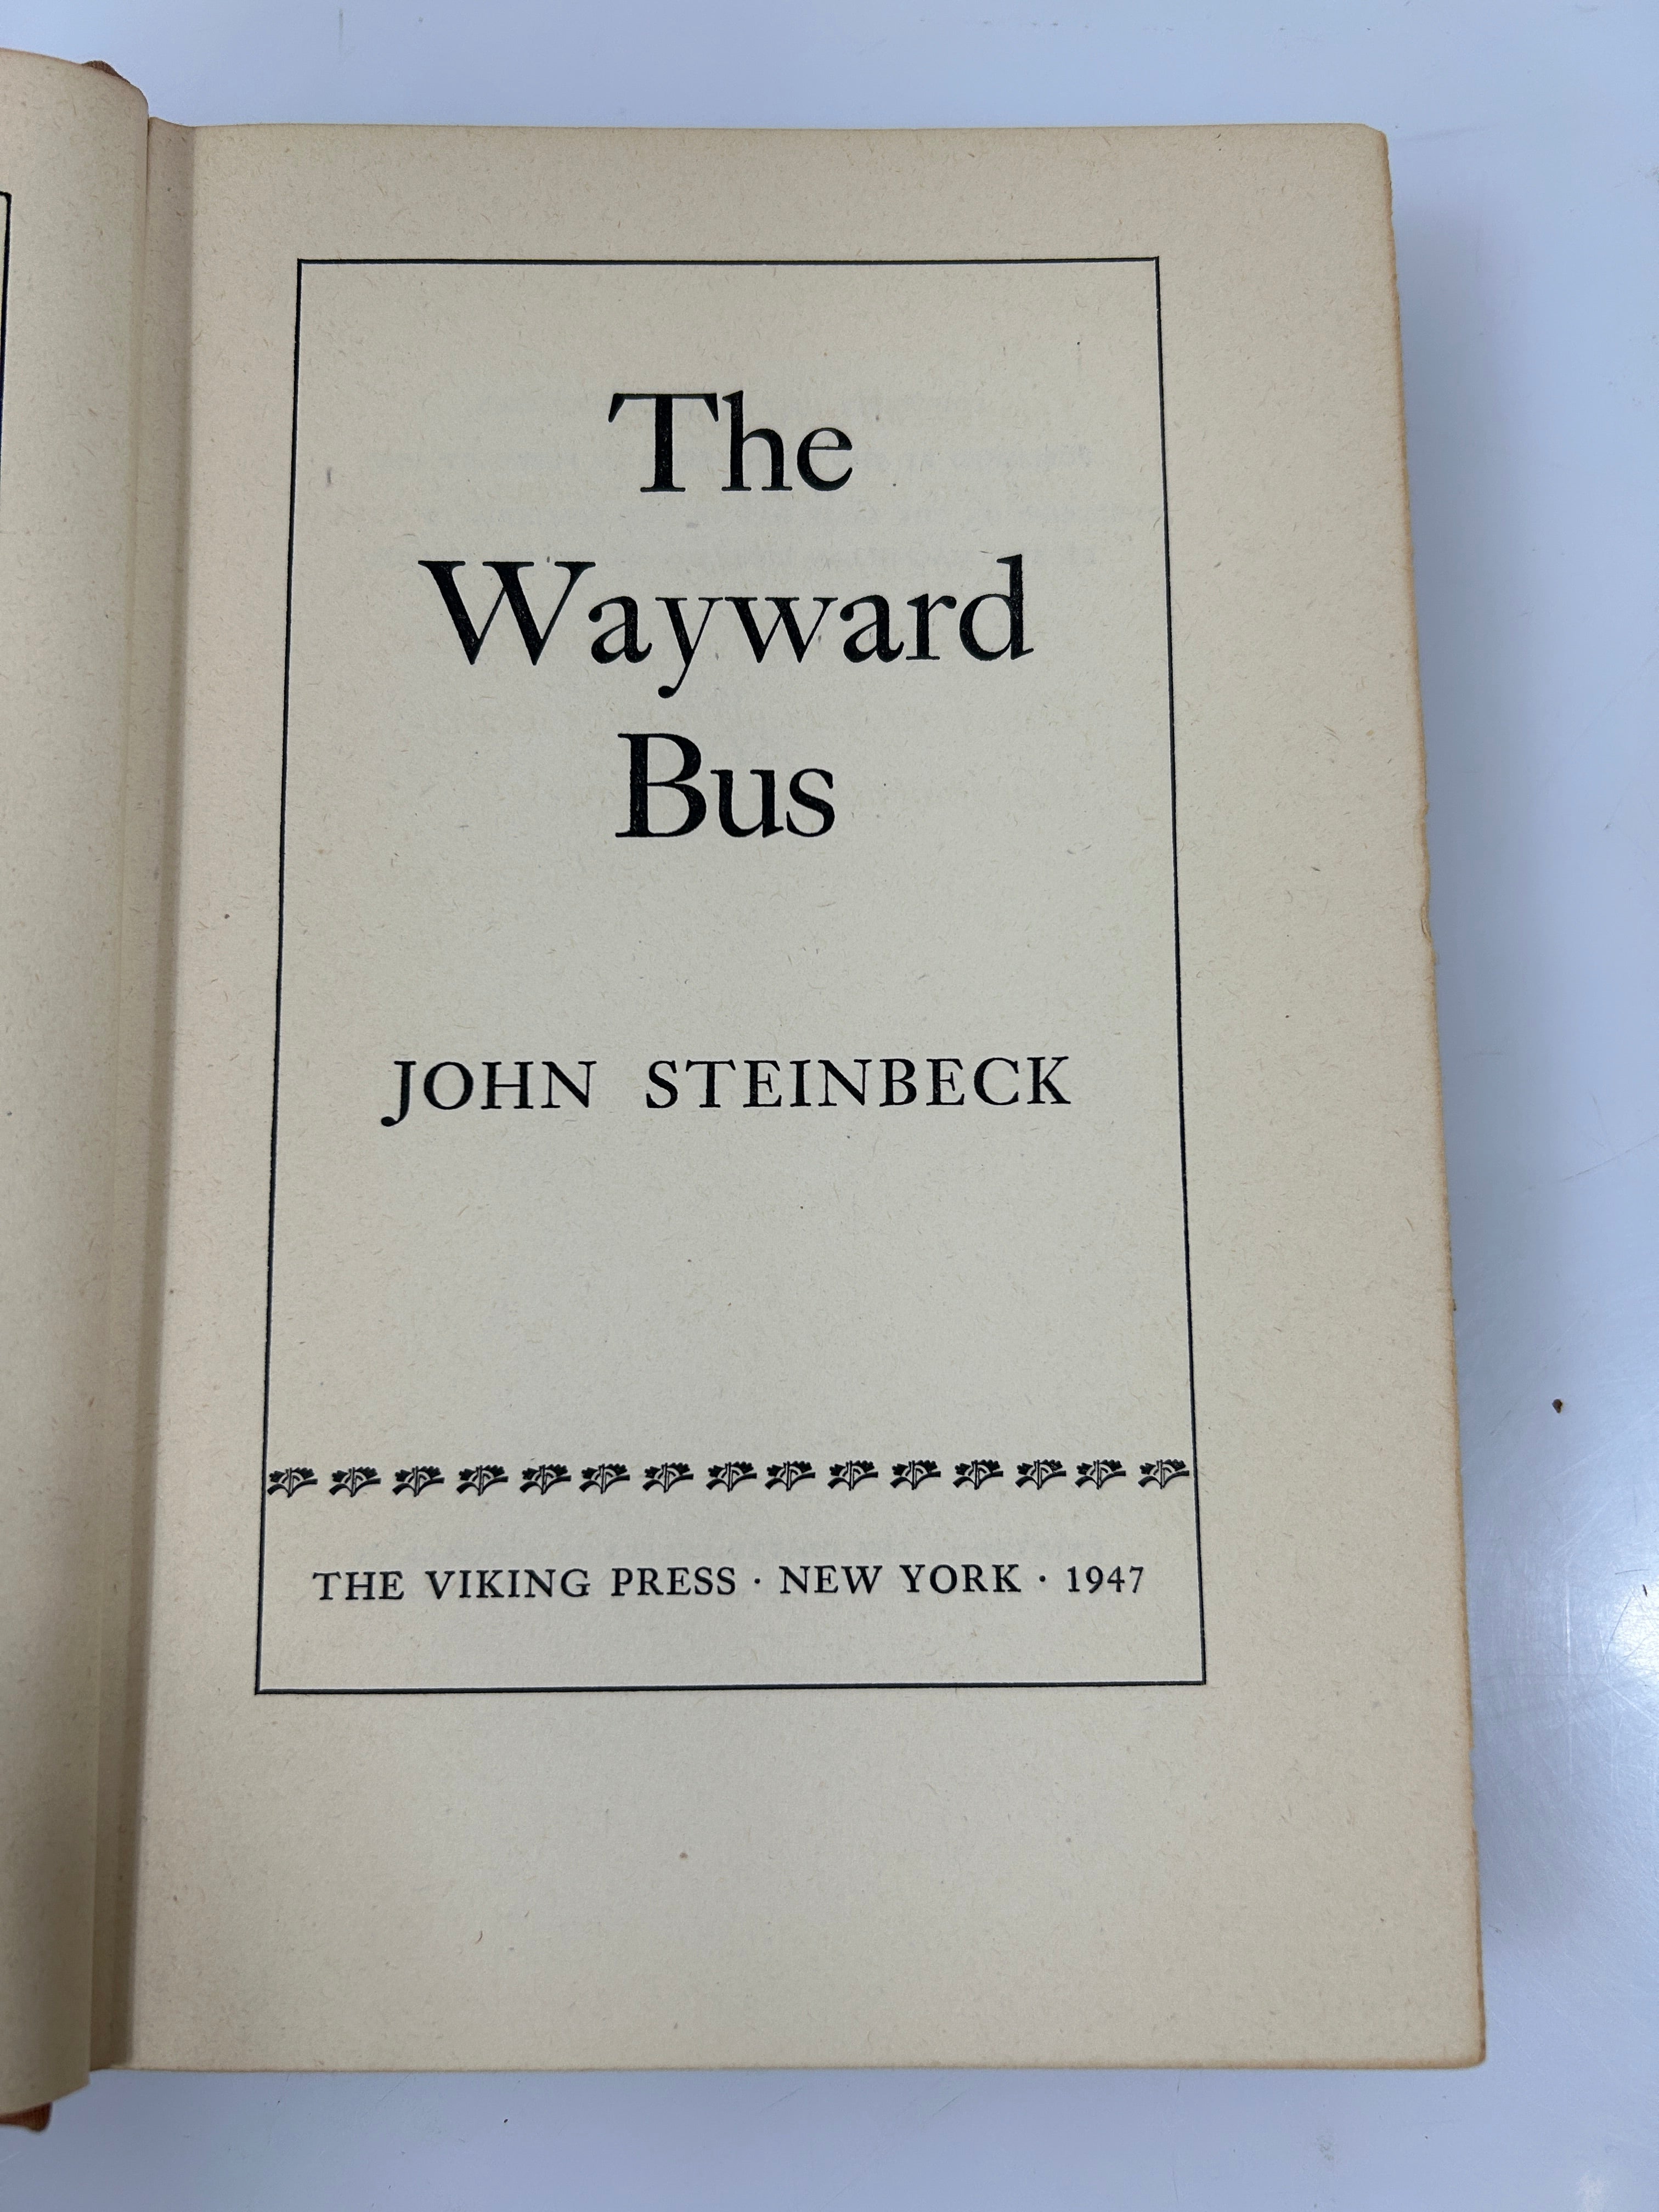 The
Wayward
Bus
JOHN STEINBECK
THE VIKING PRESS · NEW YORK · 1947